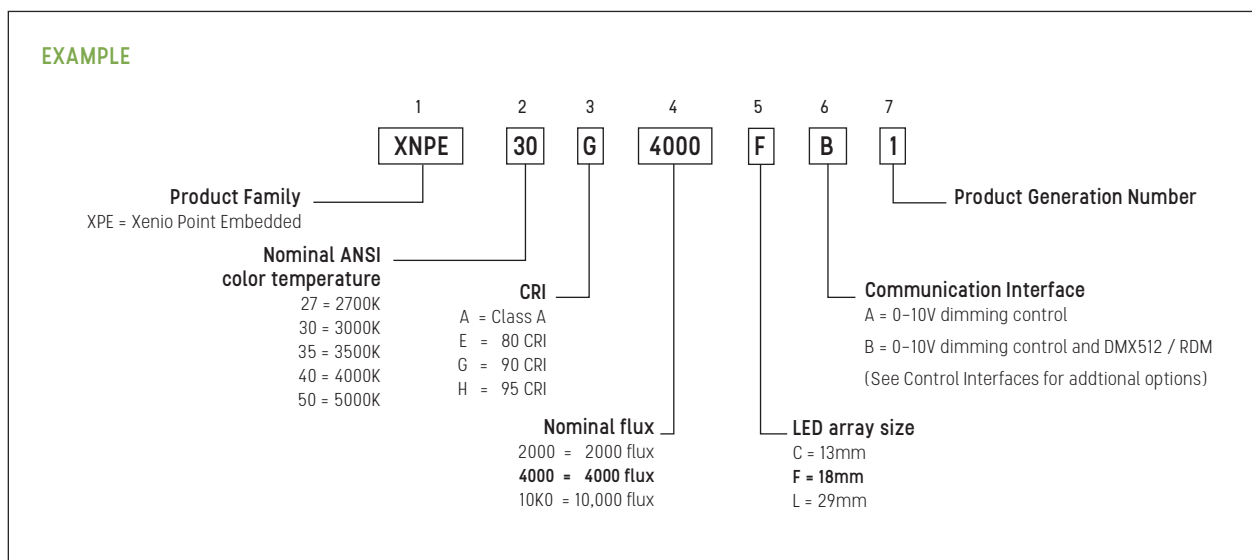 EXAMPLE
1 2 3 4 5 6 7
XNPE 30 G 4000 F B 1
Product Family
XPE = Xenio Point Embedded
Product Generation Number
Nominal ANSI
color temperature
27 = 2700K
30 = 3000K
35 = 3500K
40 = 4000K
50 = 5000K
CRI
A = Class A
E = 80 CRI
G = 90 CRI
H = 95 CRI
Communication Interface
A = 0-10V dimming control
B = 0-10V dimming control and DMX512 / RDM
(See Control Interfaces for addtional options)
Nominal flux
2000 = 2000 flux
4000 = 4000 flux
10K0 = 10,000 flux
LED array size
C = 13mm
F = 18mm
L = 29mm